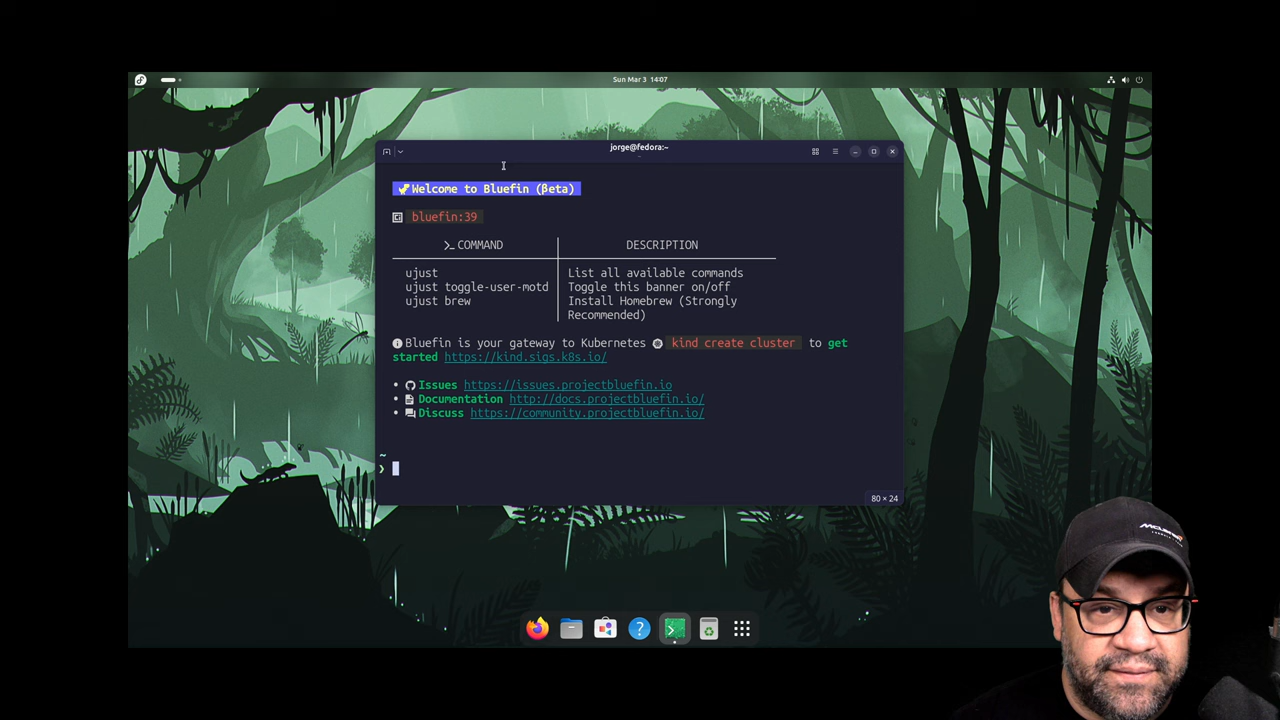 Sun Mar 3 14:07
jorge@fedora:~
Welcome to Bluefin (βeta)
bluefin:39
COMMAND DESCRIPTION
ujust List all available commands
ujust toggle-user-motd Toggle this banner on/off
ujust brew Install Homebrew (Strongly
Recommended)
Bluefin is your gateway to Kubernetes kind create cluster to get
started https://kind.sigs.k8s.io/
• Issues https://issues.projectbluefin.io
• Documentation http://docs.projectbluefin.io/
• Discuss https://community.projectbluefin.io/
~
❯
80 × 24
McLaren